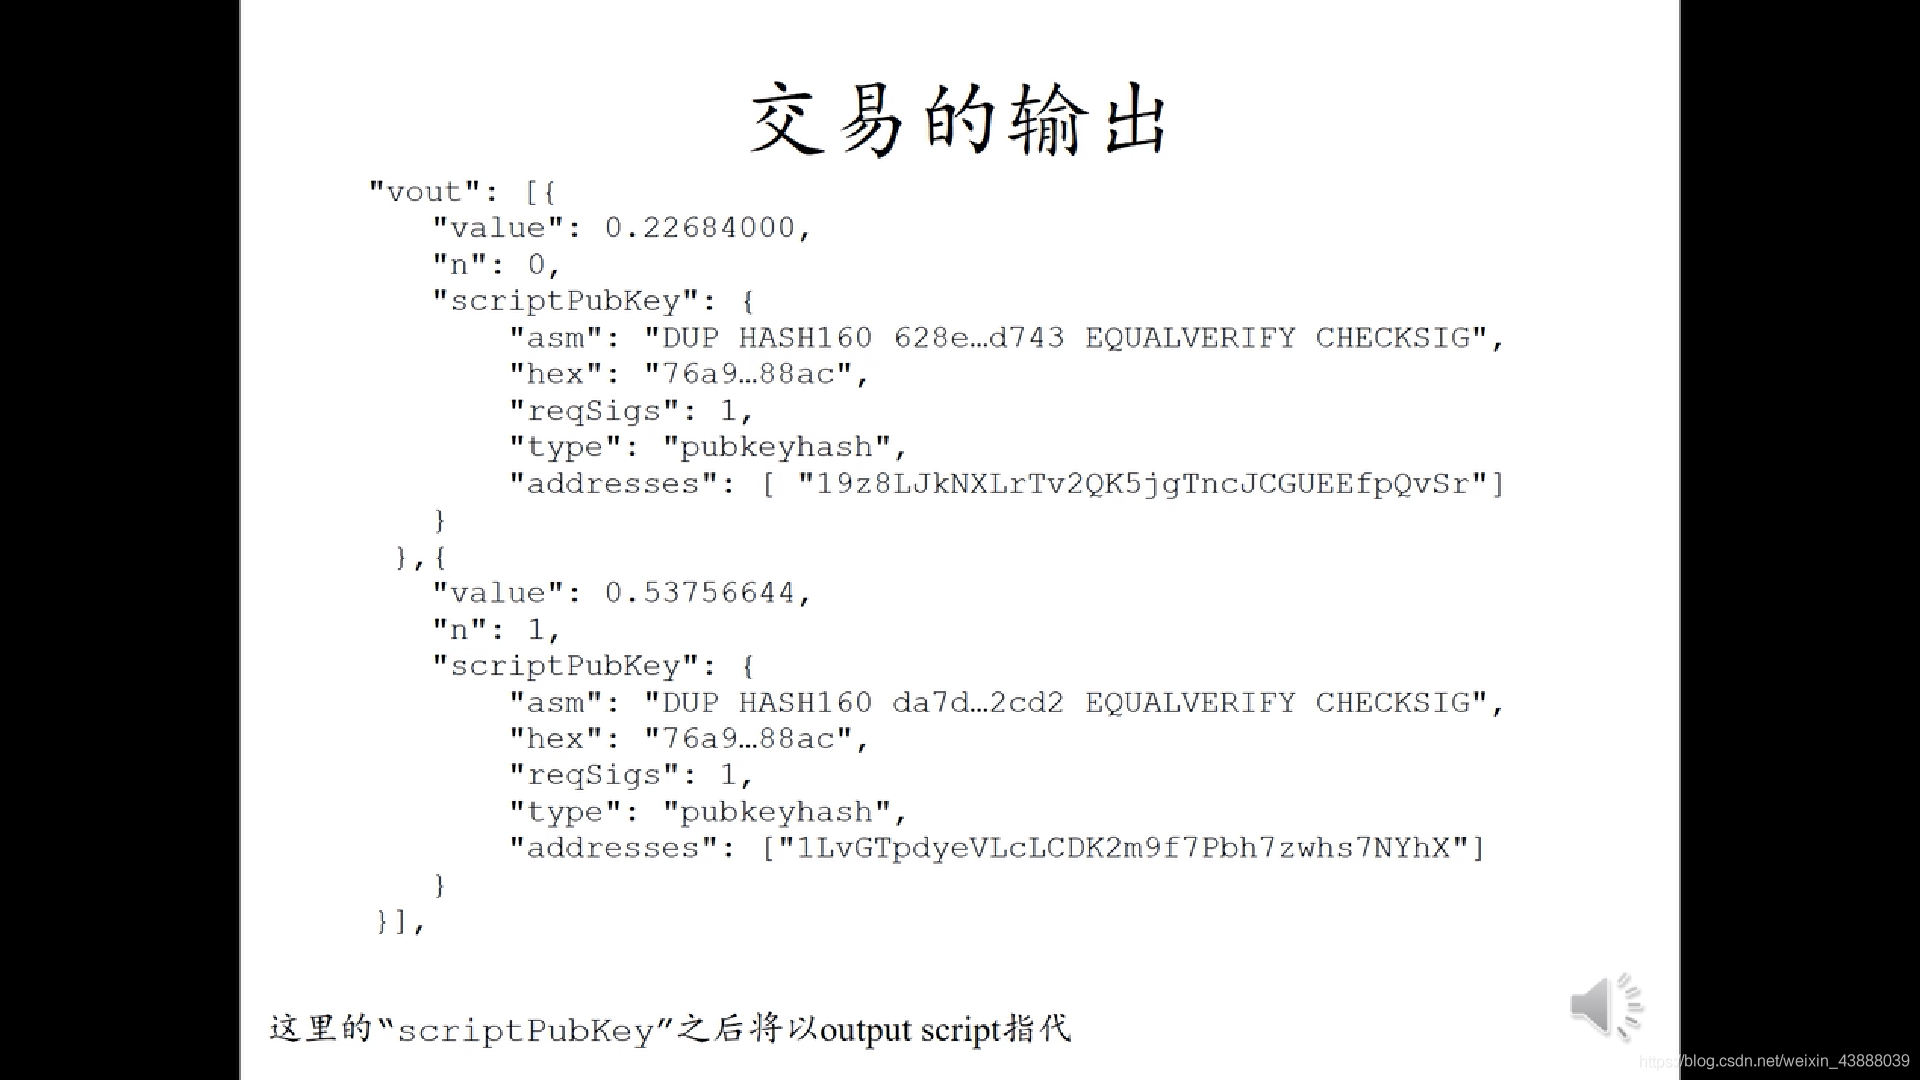 交易的输出
"vout": [{
"value": 0.22684000,
"n": 0,
"scriptPubKey": {
"asm": "DUP HASH160 628e…d743 EQUALVERIFY CHECKSIG",
"hex": "76a9…88ac",
"reqSigs": 1,
"type": "pubkeyhash",
"addresses": [ "19z8LJkNXLrTv2QK5jgTncJCGUEEfpQvSr"]
}
},{
"value": 0.53756644,
"n": 1,
"scriptPubKey": {
"asm": "DUP HASH160 da7d…2cd2 EQUALVERIFY CHECKSIG",
"hex": "76a9…88ac",
"reqSigs": 1,
"type": "pubkeyhash",
"addresses": ["1LvGTpdyeVLcLCDK2m9f7Pbh7zwhs7NYhX"]
}
}],
这里的“scriptPubKey”之后将以output script指代
https://blog.csdn.net/weixin_43888039